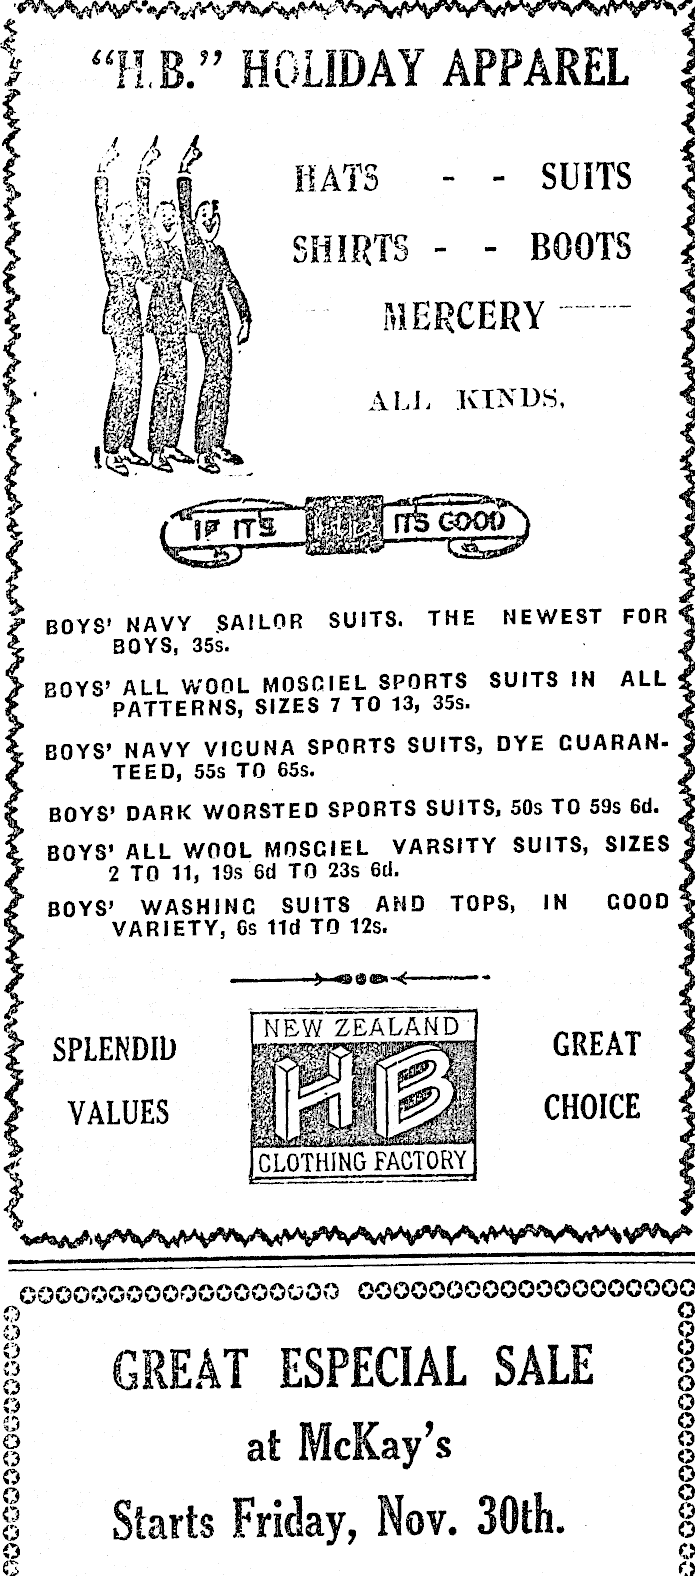 "H.B." HOLIDAY APPAREL
HATS - - SUITS
SHIRTS - - BOOTS
MERCERY
ALL KINDS.
IF ITS H.B. ITS GOOD
BOYS' NAVY SAILOR SUITS. THE NEWEST FOR
BOYS, 35s.
BOYS' ALL WOOL MOSGIEL SPORTS SUITS IN ALL
PATTERNS, SIZES 7 TO 13, 35s.
BOYS' NAVY VICUNA SPORTS SUITS, DYE GUARAN-
TEED, 55s TO 65s.
BOYS' DARK WORSTED SPORTS SUITS, 50s TO 59s 6d.
BOYS' ALL WOOL MOSGIEL VARSITY SUITS, SIZES
2 TO 11, 19s 6d TO 23s 6d.
BOYS' WASHING SUITS AND TOPS, IN GOOD
VARIETY, 6s 11d TO 12s.
SPLENDID
VALUES
NEW ZEALAND
HB
CLOTHING FACTORY
GREAT
CHOICE
GREAT ESPECIAL SALE
at McKay's
Starts Friday, Nov. 30th.